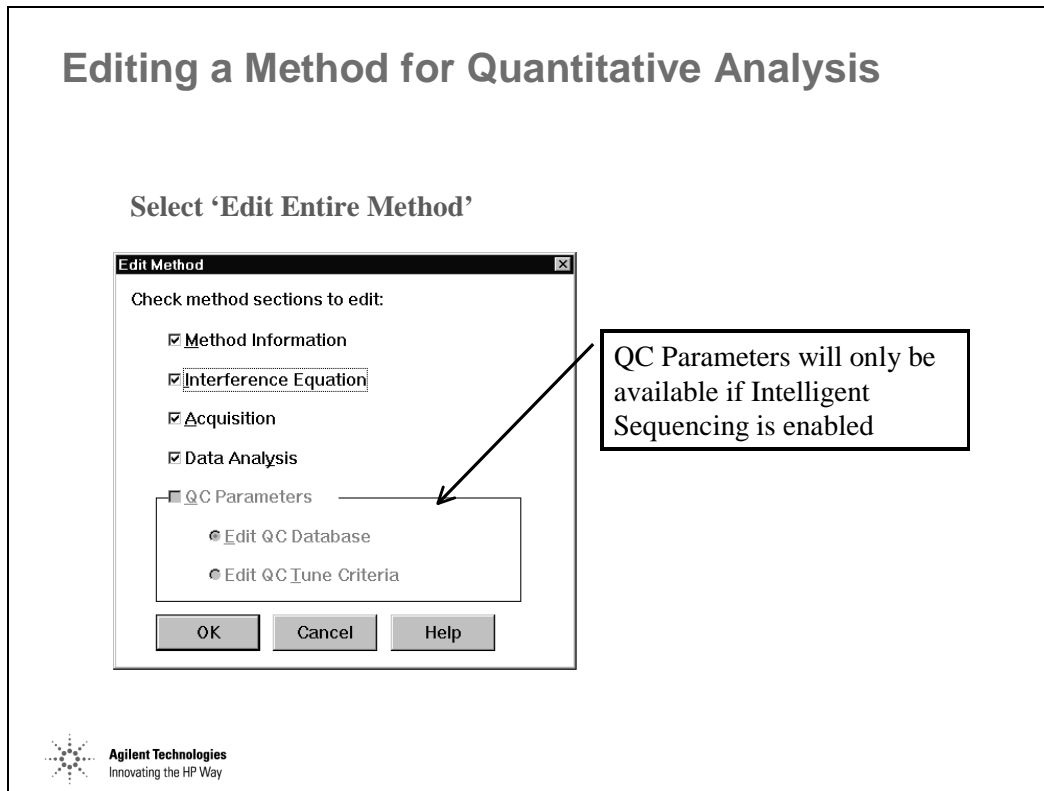 Editing a Method for Quantitative Analysis
Select ‘Edit Entire Method’
Edit Method
Check method sections to edit:
Method Information
Interference Equation
Acquisition
Data Analysis
QC Parameters
Edit QC Database
Edit QC Tune Criteria
OK Cancel Help
QC Parameters will only be
available if Intelligent
Sequencing is enabled
Agilent Technologies
Innovating the HP Way